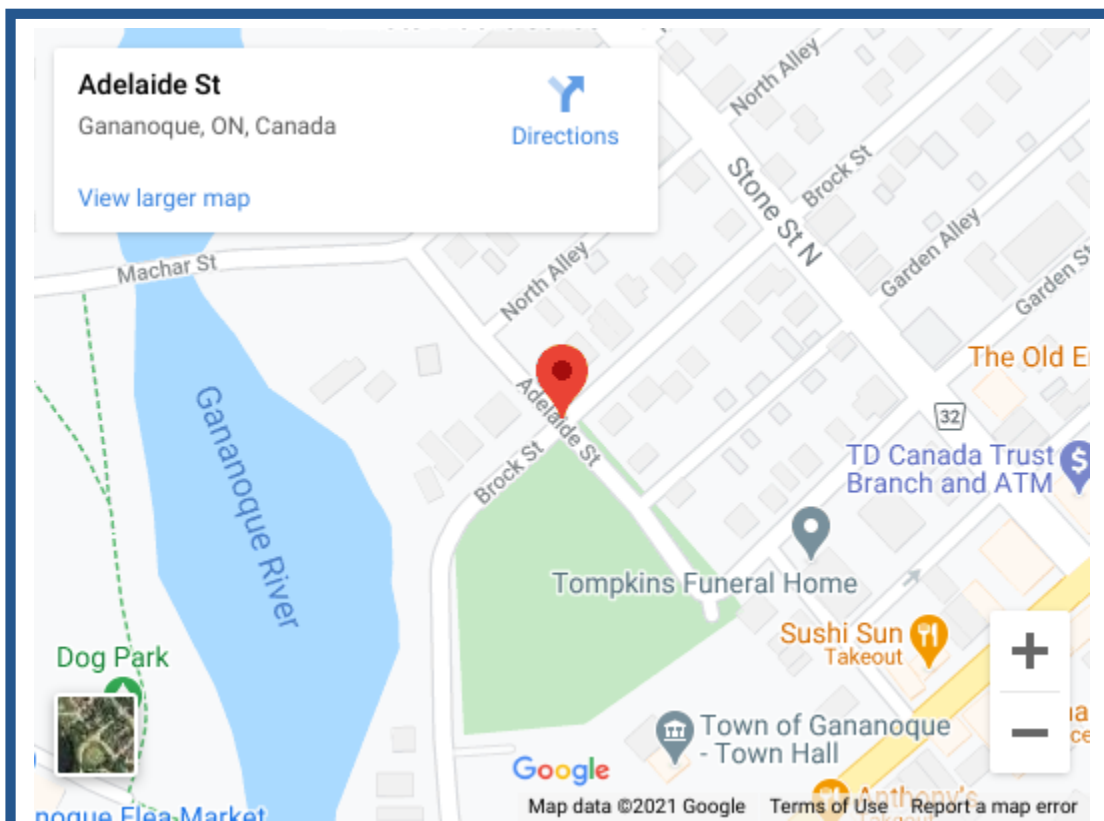 Adelaide St
Gananoque, ON, Canada
Directions
View larger map
North Alley
Brock St
Stone St N
Garden Alley
Garden St
Machar St
North Alley
The Old
32
Adelaide St
Gananoque River
Brock St
TD Canada Trust
Branch and ATM
Tompkins Funeral Home
Sushi Sun
Takeout
Dog Park
Town of Gananoque
- Town Hall
Google
Anthony's
Flea Market
Map data ©2021 Google
Terms of Use
Report a map error